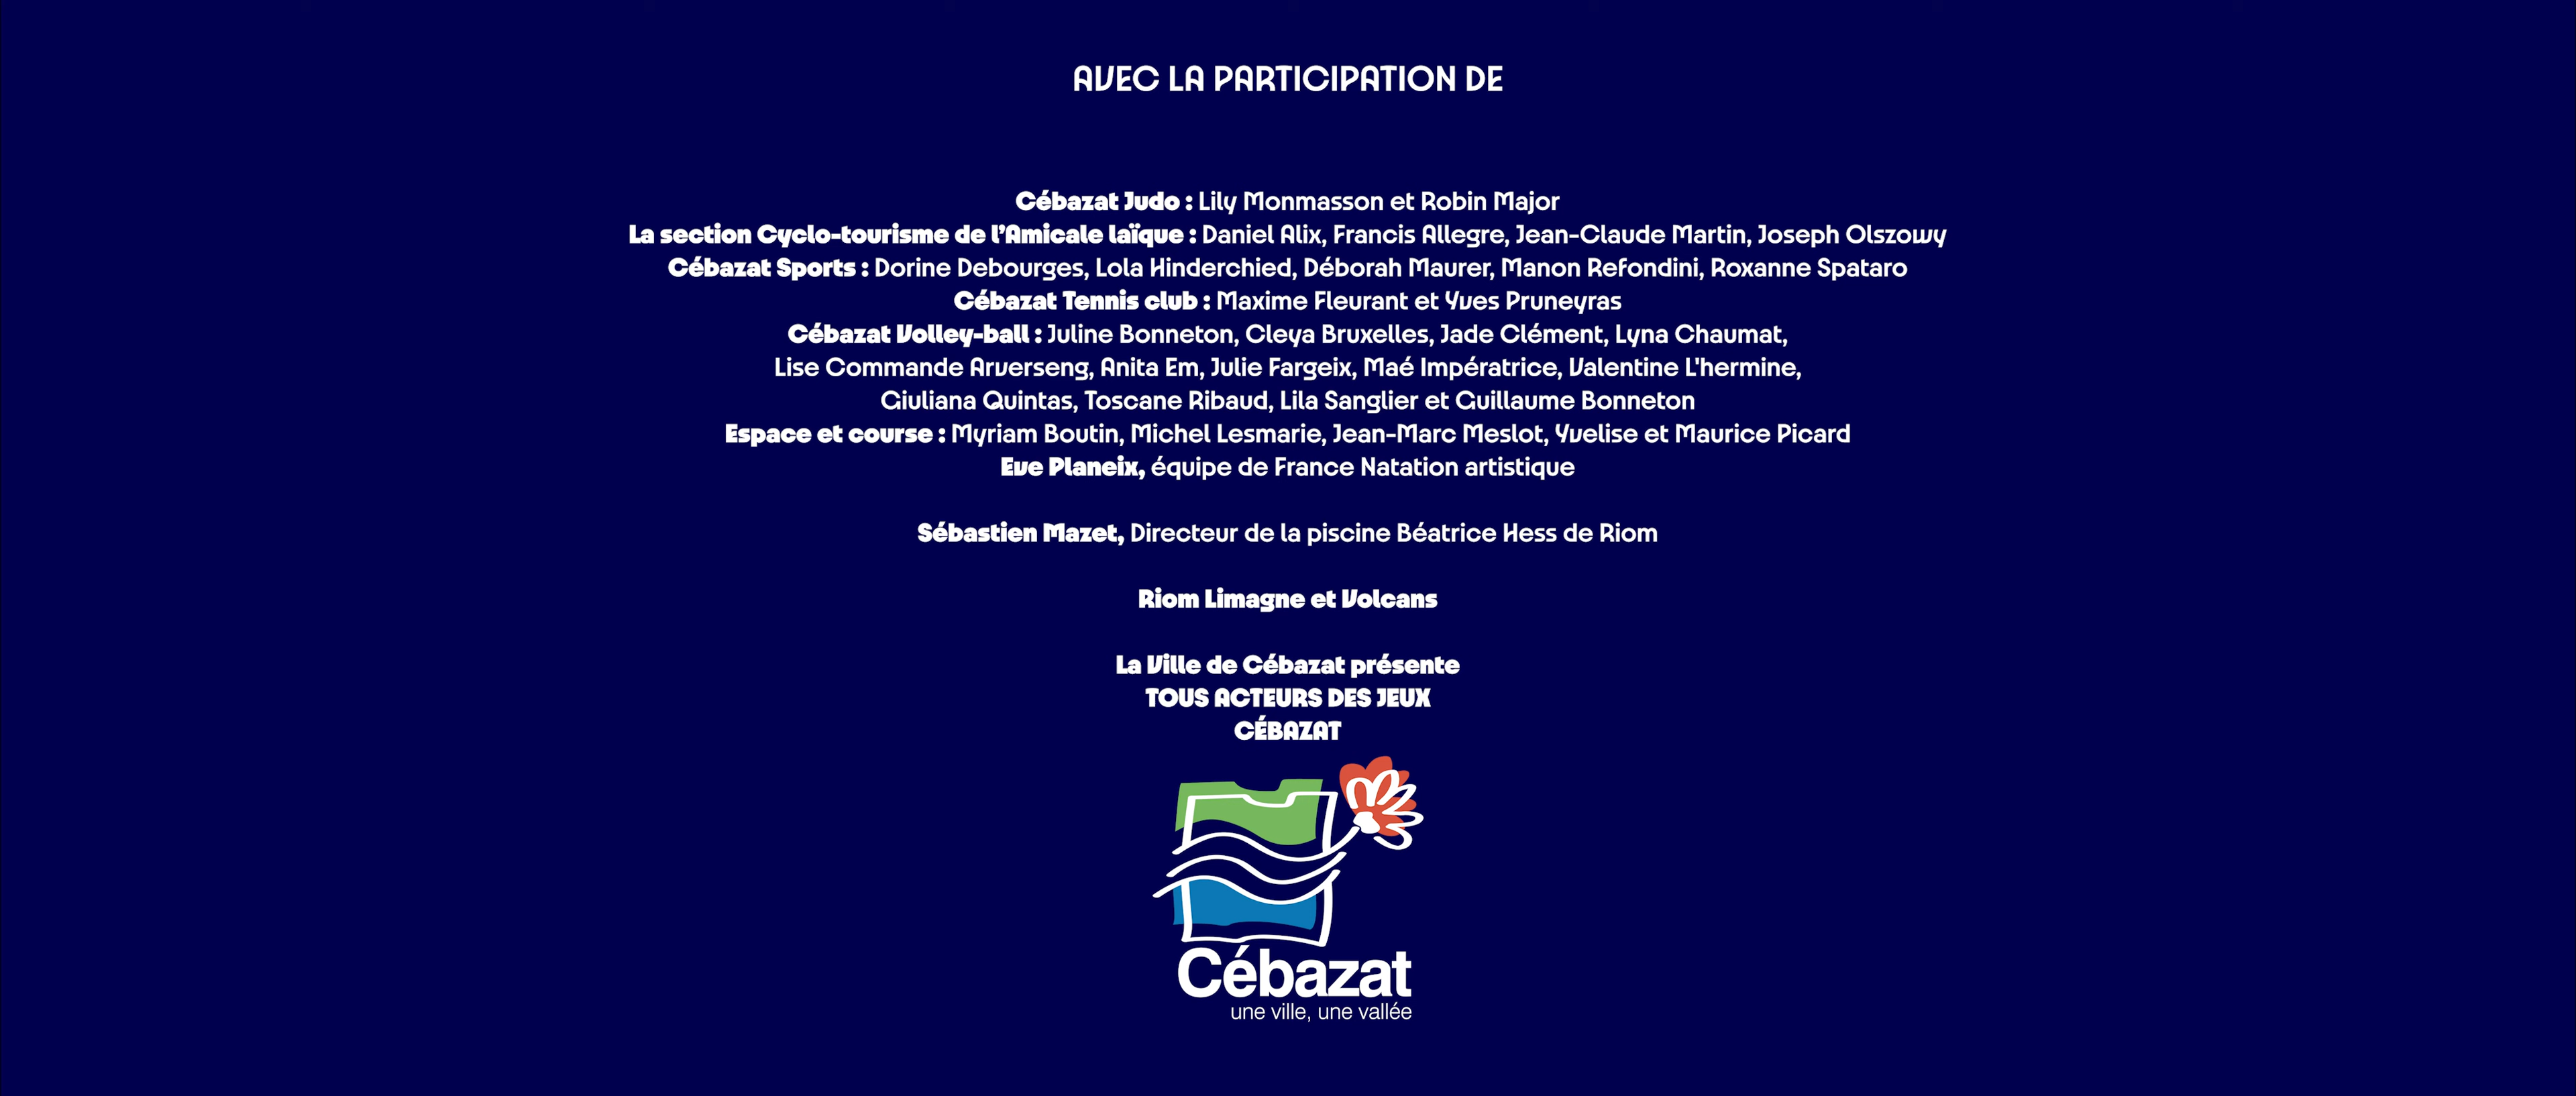 AVEC LA PARTICIPATION DE
Cébazat Judo : Lily Monmasson et Robin Major
La section Cyclo-tourisme de l'Amicale laïque : Daniel Alix, Francis Allegre, Jean-Claude Martin, Joseph Olszowy
Cébazat Sports : Dorine Debourges, Lola Hinderchied, Déborah Maurer, Manon Refondini, Roxanne Spataro
Cébazat Tennis club : Maxime Fleurant et Yves Pruneyras
Cébazat Volley-ball : Juline Bonneton, Cleya Bruxelles, Jade Clément, Lyna Chaumat,
Lise Commande Arverseng, Anita Em, Julie Fargeix, Maé Impératrice, Valentine L'hermine,
Giuliana Quintas, Toscane Ribaud, Lila Sanglier et Guillaume Bonneton
Espace et course : Myriam Boutin, Michel Lesmarie, Jean-Marc Meslot, Yvelise et Maurice Picard
Eve Planeix, équipe de France Natation artistique
Sébastien Mazet, Directeur de la piscine Béatrice Hess de Riom
Riom Limagne et Volcans
La Ville de Cébazat présente
TOUS ACTEURS DES JEUX
CÉBAZAT
Cébazat
une ville, une vallée